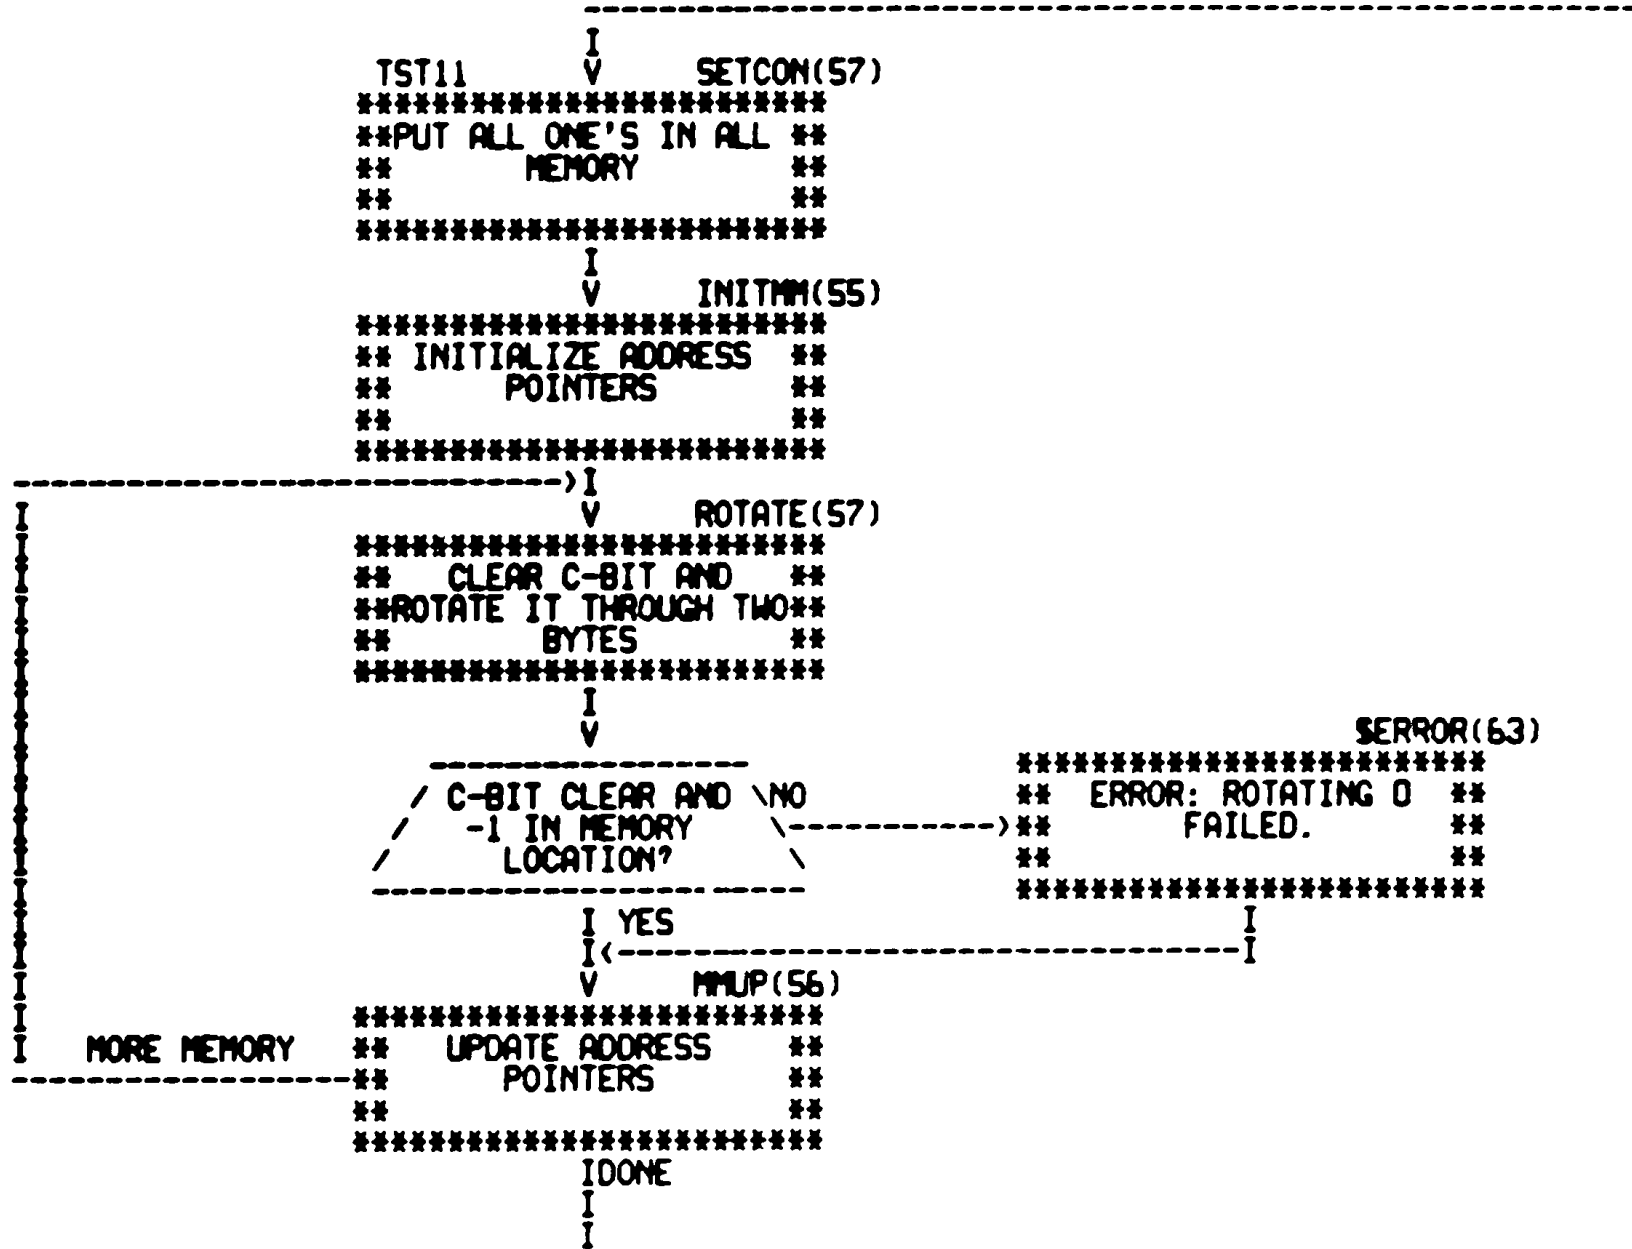 TST11 SETCON(57)
PUT ALL ONE'S IN ALL
MEMORY
INITMM(55)
INITIALIZE ADDRESS
POINTERS
ROTATE(57)
CLEAR C-BIT AND
ROTATE IT THROUGH TWO
BYTES
$ERROR(63)
C-BIT CLEAR AND NO
-1 IN MEMORY
LOCATION?
ERROR: ROTATING 0
FAILED.
YES
MMUP(56)
MORE MEMORY
UPDATE ADDRESS
POINTERS
DONE